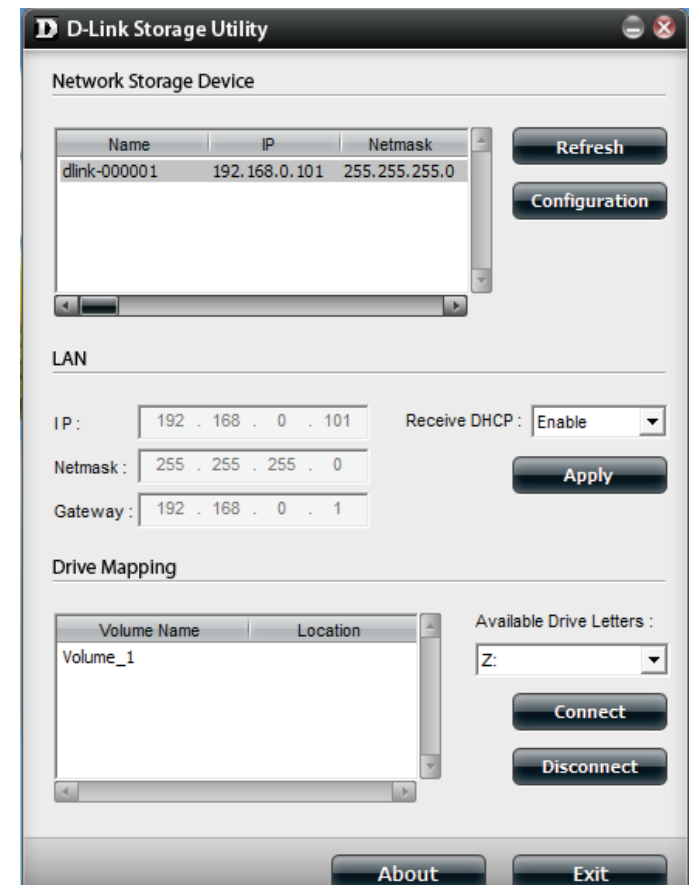 D D-Link Storage Utility
Network Storage Device
Name IP Netmask
dlink-000001 192.168.0.101 255.255.255.0
Refresh
Configuration
LAN
IP : 192 . 168 . 0 . 101
Receive DHCP : Enable
Netmask : 255 . 255 . 255 . 0
Apply
Gateway : 192 . 168 . 0 . 1
Drive Mapping
Volume Name Location
Volume_1
Available Drive Letters :
Z:
Connect
Disconnect
About Exit